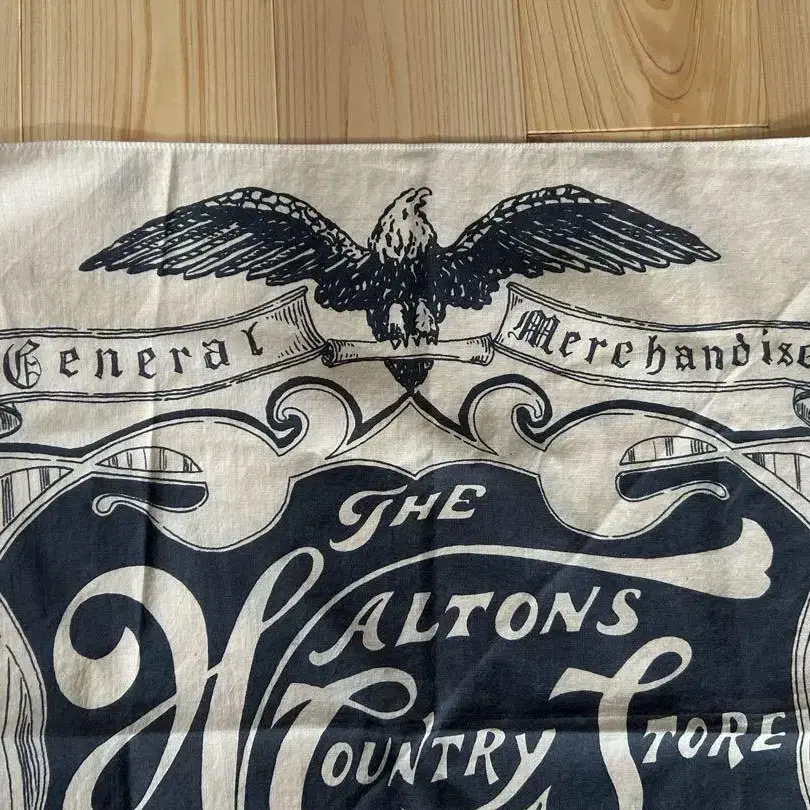 General Merchandise
THE
WALTONS
COUNTRY STORE